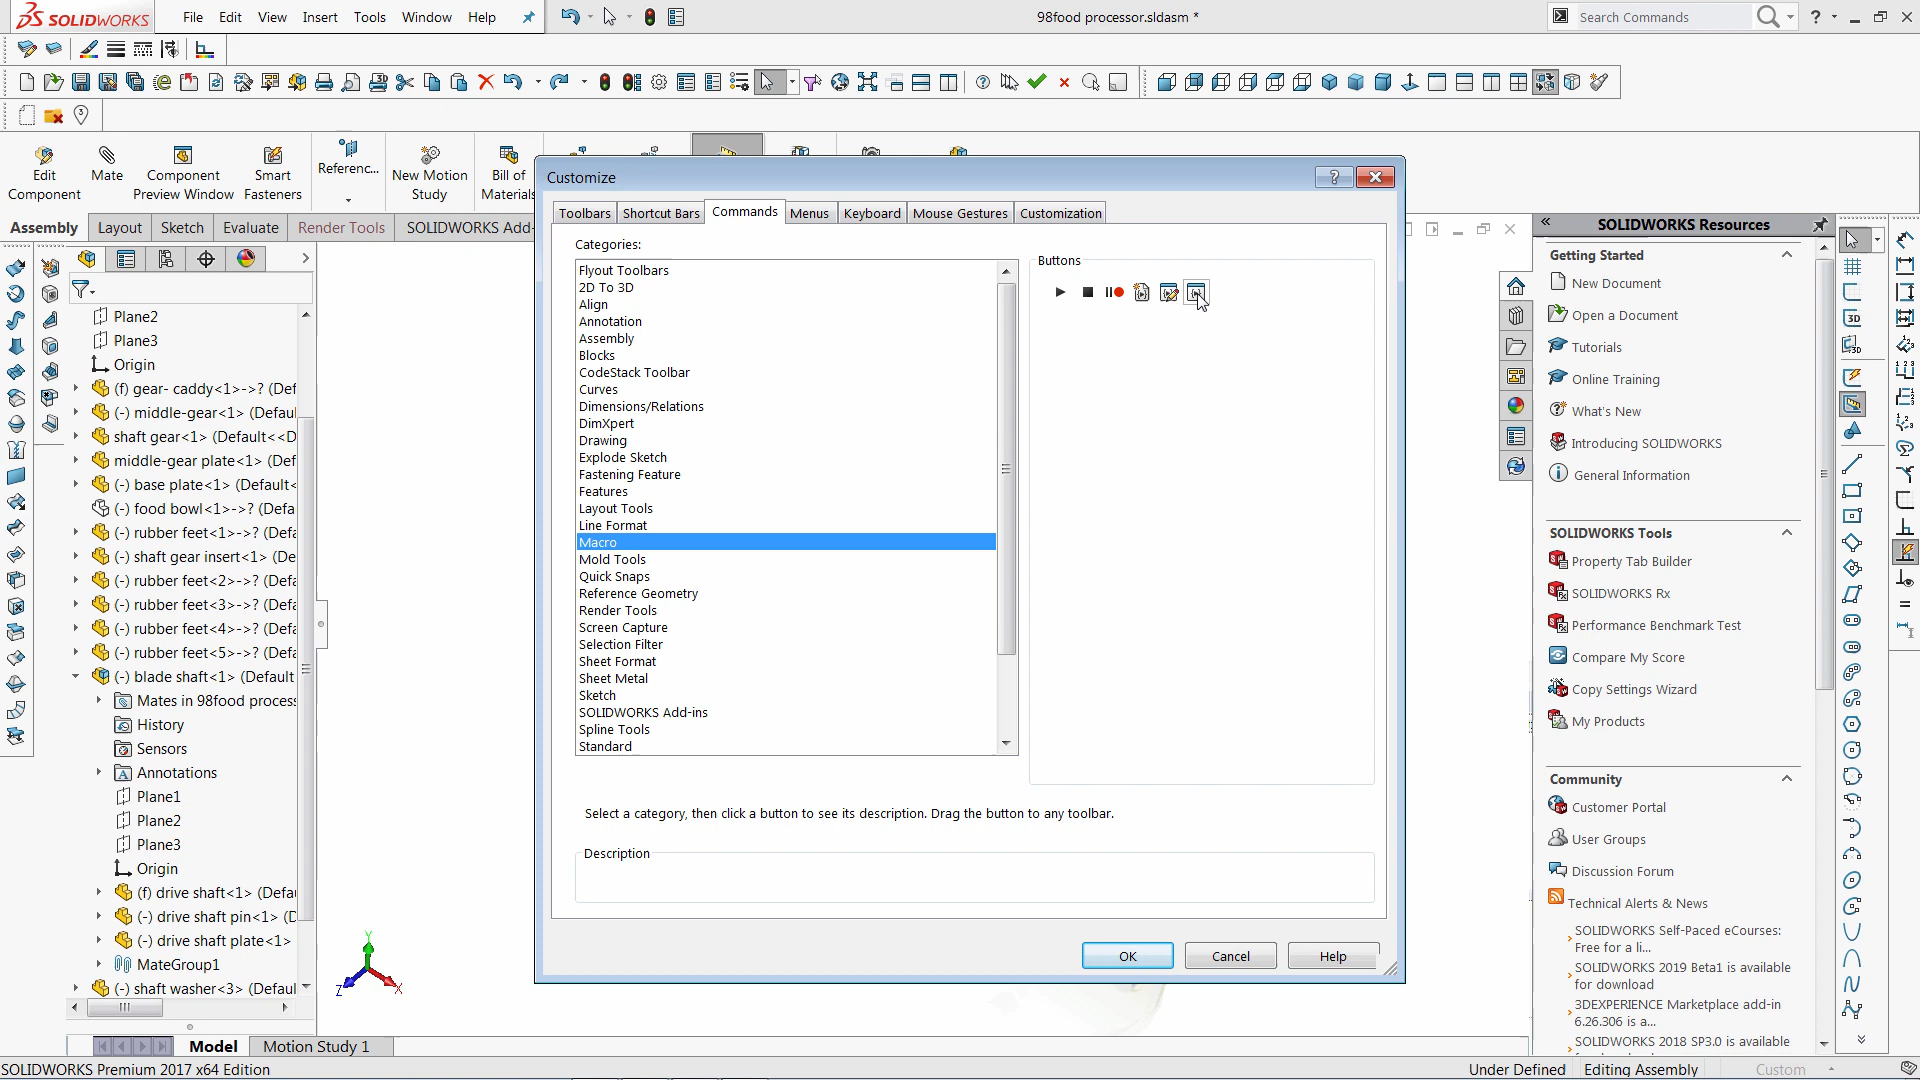 SOLIDWORKS
File Edit View Insert Tools Window Help
98food processor.sldasm *
Search Commands
Edit Component
Mate
Component Preview Window
Smart Fasteners
Referenc...
New Motion Study
Bill of Materials
Assembly Layout Sketch Evaluate Render Tools SOLIDWORKS Add-
Plane2
Plane3
Origin
(f) gear- caddy<1>->? (Def
(-) middle-gear<1> (Defaul
shaft gear<1> (Default<<D
middle-gear plate<1> (Def
(-) base plate<1> (Default<
(-) food bowl<1>->? (Defa
(-) rubber feet<1>->? (Defa
(-) shaft gear insert<1> (De
(-) rubber feet<2>->? (Defa
(-) rubber feet<3>->? (Defa
(-) rubber feet<4>->? (Defa
(-) rubber feet<5>->? (Defa
(-) blade shaft<1> (Default
Mates in 98food process
History
Sensors
Annotations
Plane1
Plane2
Plane3
Origin
(f) drive shaft<1> (Defau
(-) drive shaft pin<1> (D
(-) drive shaft plate<1>
MateGroup1
(-) shaft washer<3> (Defaul
Y
Z
X
Model Motion Study 1
SOLIDWORKS Premium 2017 x64 Edition
Under Defined Editing Assembly Custom
Customize
Toolbars Shortcut Bars Commands Menus Keyboard Mouse Gestures Customization
Categories:
Flyout Toolbars
2D To 3D
Align
Annotation
Assembly
Blocks
CodeStack Toolbar
Curves
Dimensions/Relations
DimXpert
Drawing
Explode Sketch
Fastening Feature
Features
Layout Tools
Line Format
Macro
Mold Tools
Quick Snaps
Reference Geometry
Render Tools
Screen Capture
Selection Filter
Sheet Format
Sheet Metal
Sketch
SOLIDWORKS Add-ins
Spline Tools
Standard
Buttons
Select a category, then click a button to see its description. Drag the button to any toolbar.
Description
OK Cancel Help
SOLIDWORKS Resources
Getting Started
New Document
Open a Document
Tutorials
Online Training
What's New
Introducing SOLIDWORKS
General Information
SOLIDWORKS Tools
Property Tab Builder
SOLIDWORKS Rx
Performance Benchmark Test
Compare My Score
Copy Settings Wizard
My Products
Community
Customer Portal
User Groups
Discussion Forum
Technical Alerts & News
SOLIDWORKS Self-Paced eCourses:
Free for a li...
SOLIDWORKS 2019 Beta1 is available
for download
3DEXPERIENCE Marketplace add-in
6.26.306 is a...
SOLIDWORKS 2018 SP3.0 is available